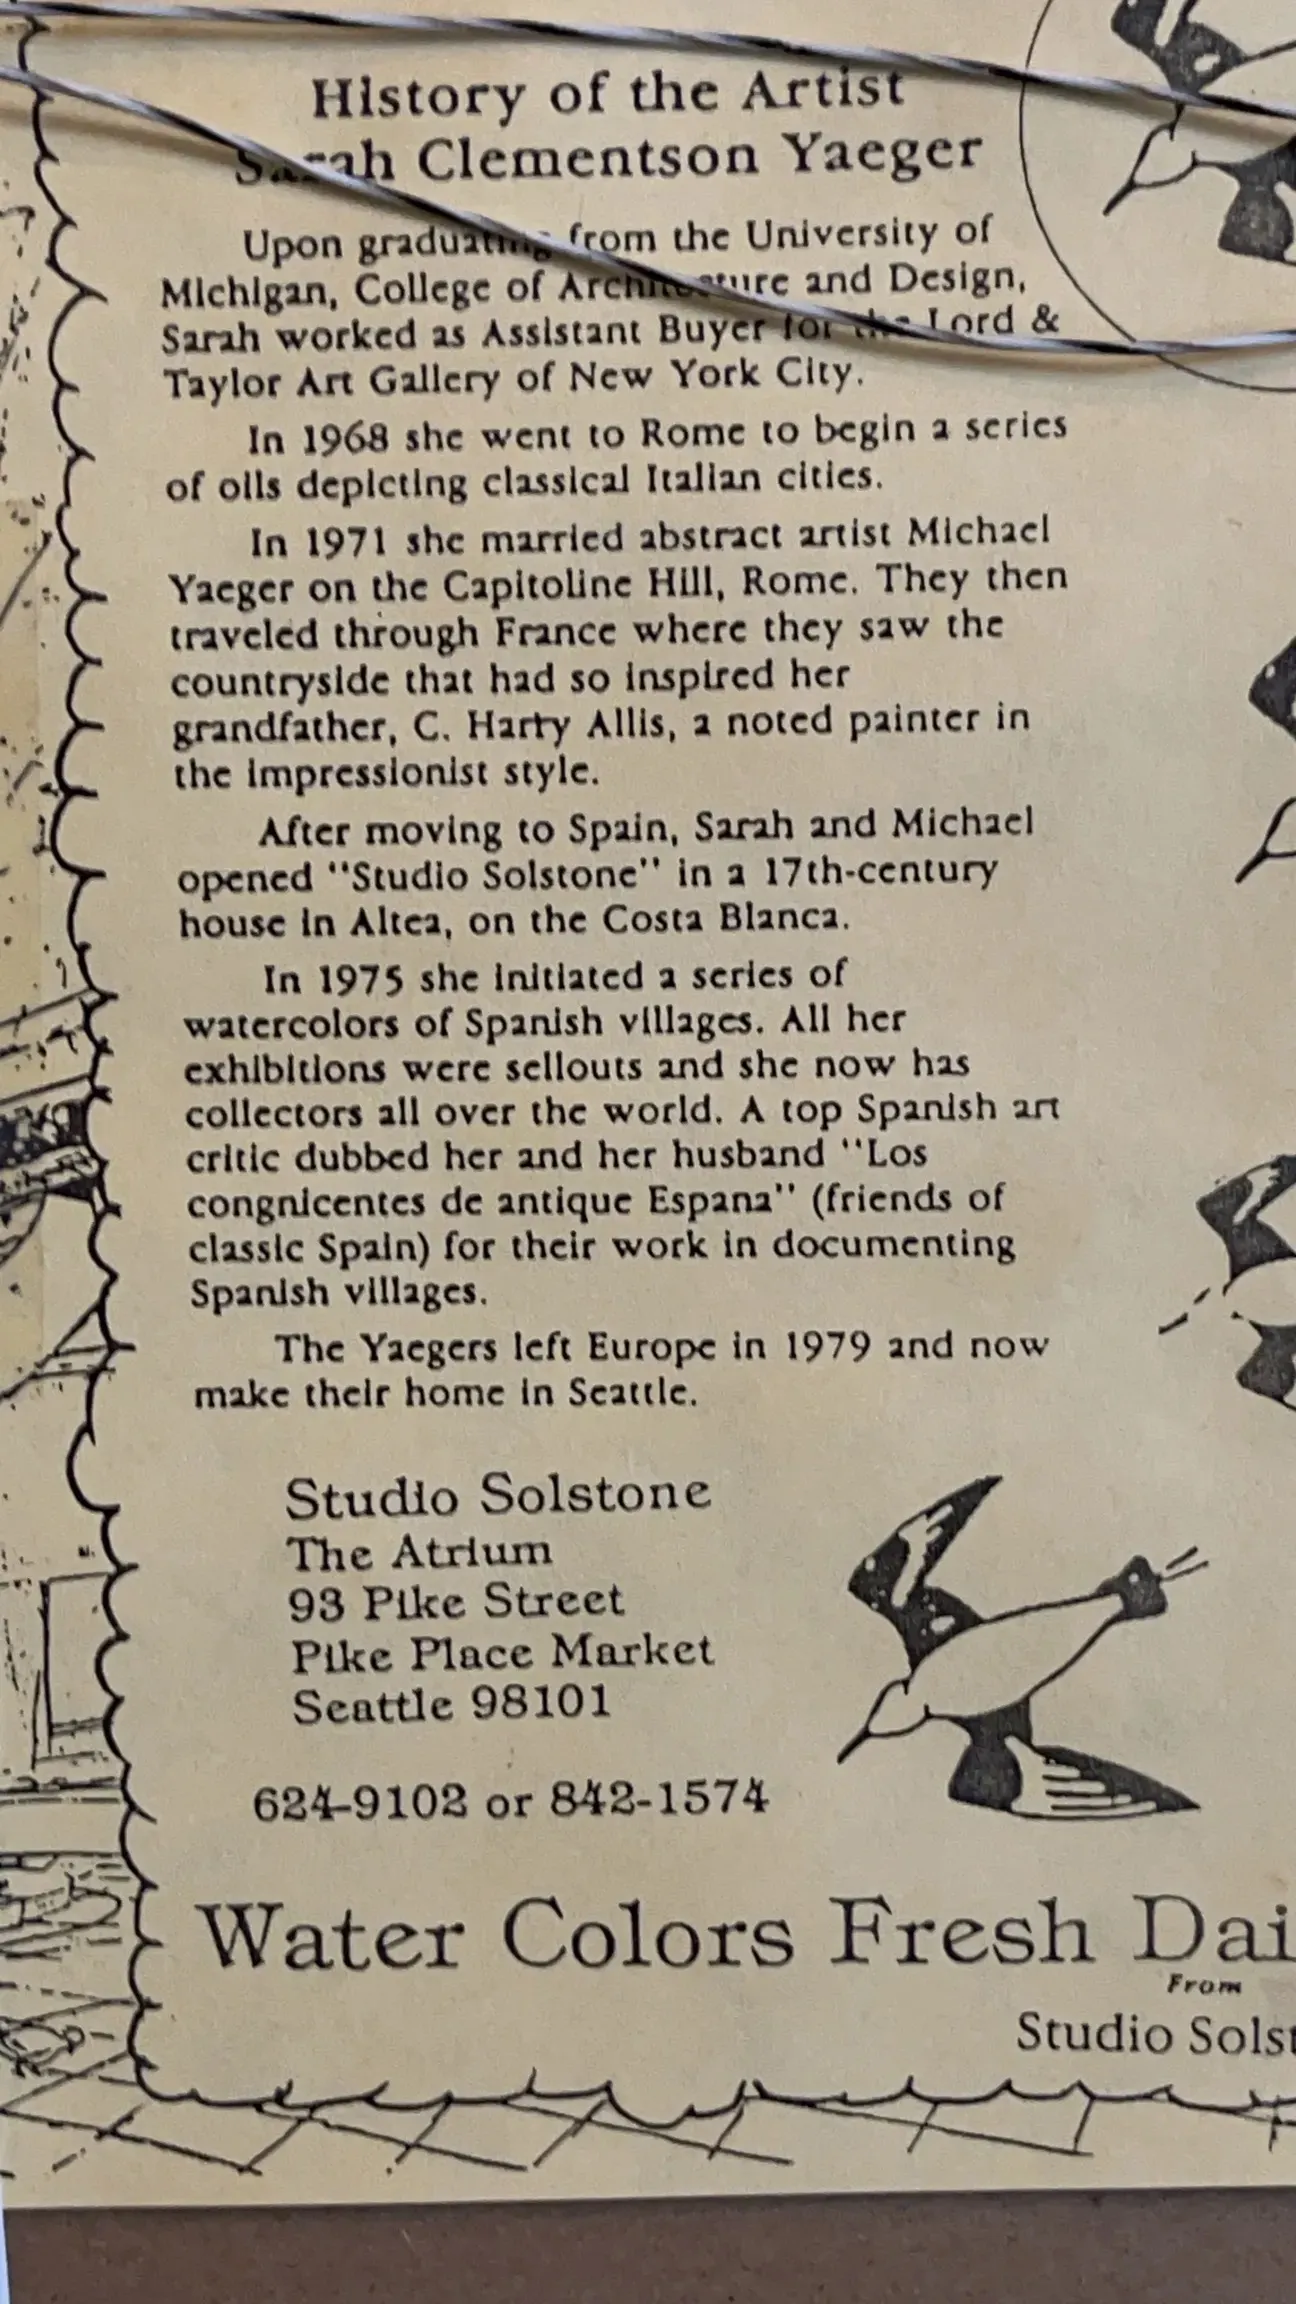 History of the Artist
Sarah Clementson Yaeger
Upon graduating from the University of
Michigan, College of Architecture and Design,
Sarah worked as Assistant Buyer for the Lord &
Taylor Art Gallery of New York City.
In 1968 she went to Rome to begin a series
of oils depicting classical Italian cities.
In 1971 she married abstract artist Michael
Yaeger on the Capitoline Hill, Rome. They then
traveled through France where they saw the
countryside that had so inspired her
grandfather, C. Harry Allis, a noted painter in
the impressionist style.
After moving to Spain, Sarah and Michael
opened "Studio Solstone" in a 17th-century
house in Altea, on the Costa Blanca.
In 1975 she initiated a series of
watercolors of Spanish villages. All her
exhibitions were sellouts and she now has
collectors all over the world. A top Spanish art
critic dubbed her and her husband "Los
congnicentes de antique Espana" (friends of
classic Spain) for their work in documenting
Spanish villages.
The Yaegers left Europe in 1979 and now
make their home in Seattle.
Studio Solstone
The Atrium
93 Pike Street
Pike Place Market
Seattle 98101
624-9102 or 842-1574
Water Colors Fresh Dai
From
Studio Solst